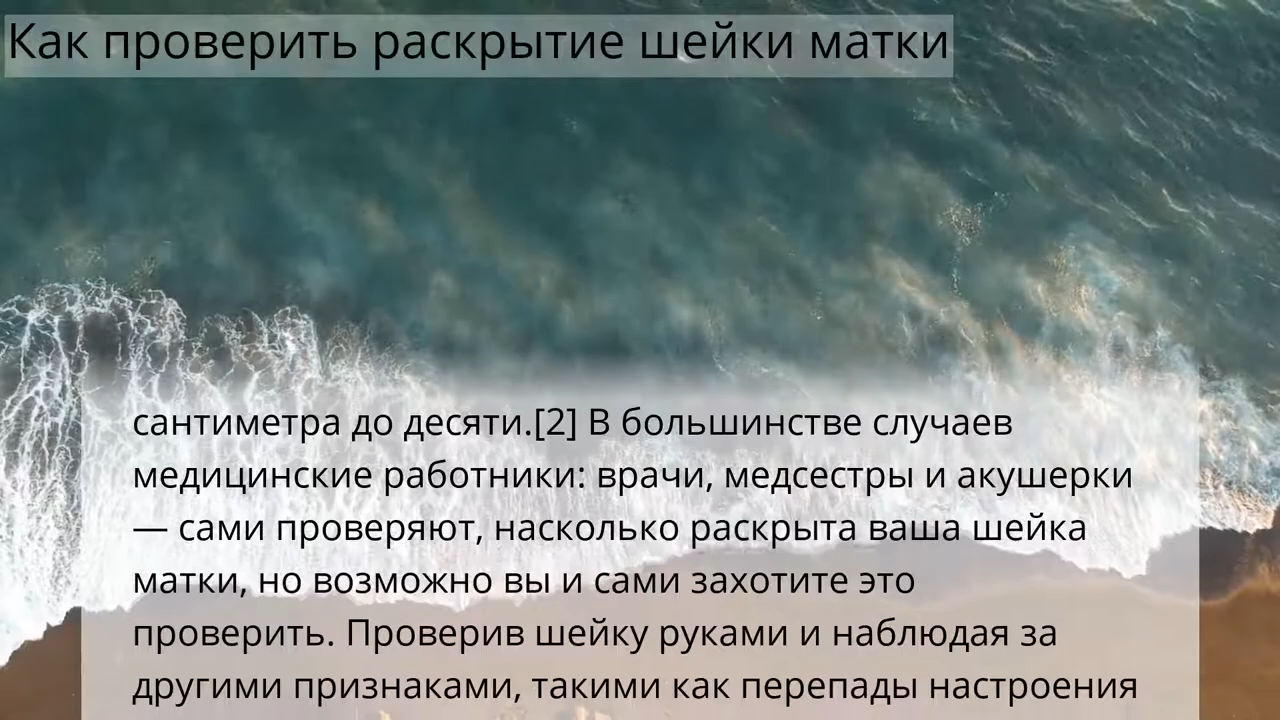 Как проверить раскрытие шейки матки
сантиметра до десяти.[2] В большинстве случаев
медицинские работники: врачи, медсестры и акушерки
— сами проверяют, насколько раскрыта ваша шейка
матки, но возможно вы и сами захотите это
проверить. Проверив шейку руками и наблюдая за
другими признаками, такими как перепады настроения